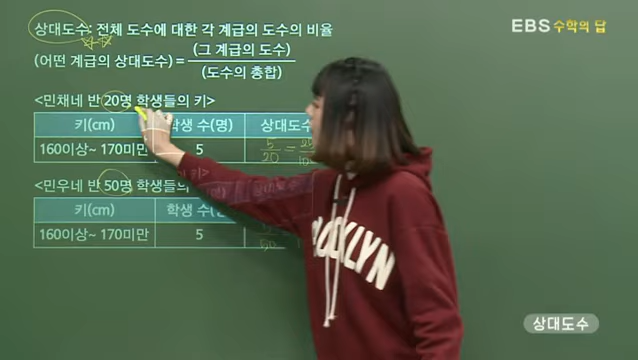 상대도수: 전체 도수에 대한 각 계급의 도수의 비율
EBS 수학의 답
(어떤 계급의 상대도수) = (그 계급의 도수)
(도수의 총합)
<민채네 반 20명 학생들의 키>
키(cm) 학생 수(명) 상대도수
160이상~ 170미만 5 5/20 =
<민우네 반 50명 학생들의 키>
키(cm) 학생 수(명)
160이상~ 170미만 5
BROOKLYN
상대도수